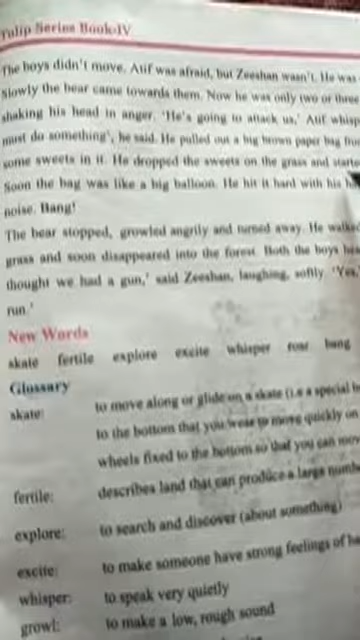 Tulip Series Book-IV
The boys didn't move. Atif was afraid, but Zeeshan wasn't. He was
Slowly the bear came towards them. Now he was only two or three
shaking his head in anger. 'He's going to attack us,' Atif whisp
must do something', he said. He pulled out a big brown paper bag fro
some sweets in it. He dropped the sweets on the grass and starte
Soon the bag was like a big balloon. He hit it hard with his
noise. Bang!
The bear stopped, growled angrily and turned away. He walked
grass and soon disappeared into the forest. Both the boys
thought we had a gun,' said Zeeshan, laughing, softly 'Yes,
run.'
New Words
skate fertile explore excite whisper roar bang
Glossary
skate: to move along or glide on a skate (i.e a special
to the bottom that you wear to move quickly on
wheels fixed to the bottom so that you can mov
fertile: describes land that can produce a large numb
explore: to search and discover (about something)
excite: to make someone have strong feelings of ha
whisper: to speak very quietly
growl: to make a low, rough sound